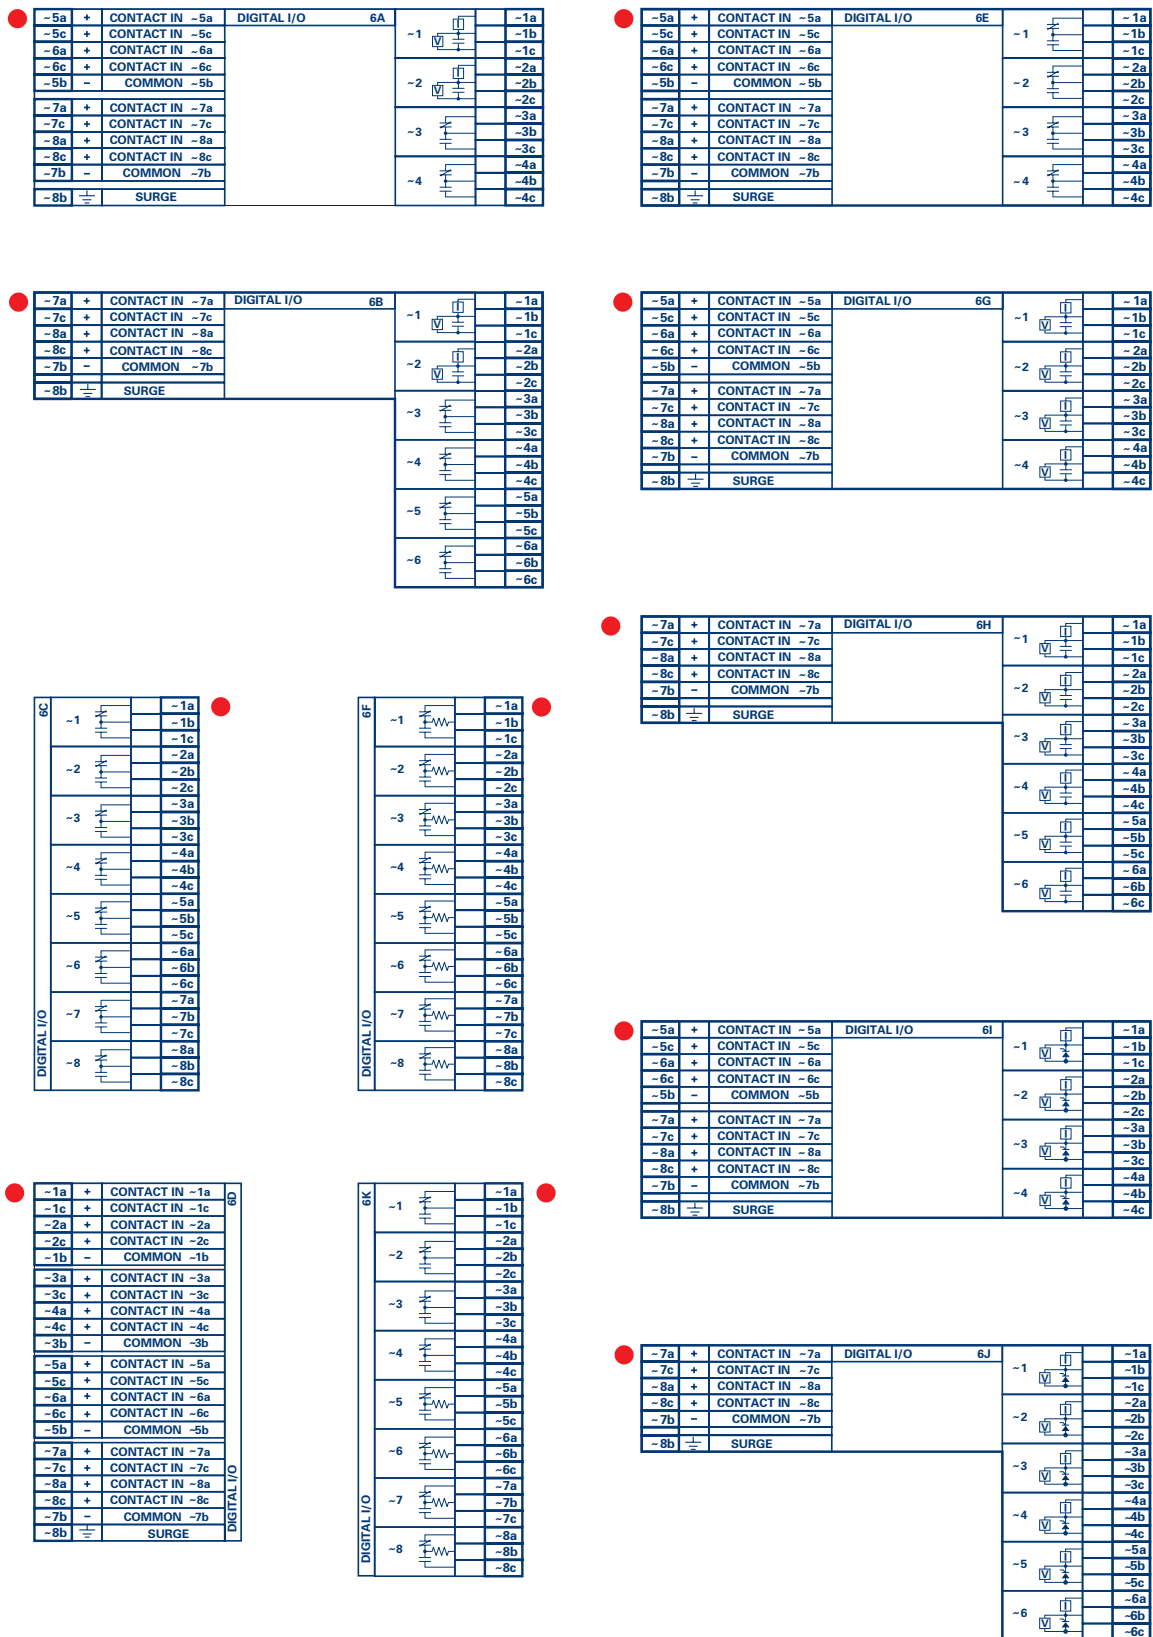 ~5a + CONTACT IN ~5a DIGITAL I/O 6A ~1a
~5c + CONTACT IN ~5c ~1 V I ~1b
~6a + CONTACT IN ~6a ~1c
~6c + CONTACT IN ~6c ~2a
~5b - COMMON ~5b ~2 V I ~2b
~2c
~7a + CONTACT IN ~7a ~3a
~7c + CONTACT IN ~7c ~3 ~3b
~8a + CONTACT IN ~8a ~3c
~8c + CONTACT IN ~8c ~4a
~7b - COMMON ~7b ~4 ~4b
~8b SURGE ~4c
~5a + CONTACT IN ~5a DIGITAL I/O 6E ~1a
~5c + CONTACT IN ~5c ~1 ~1b
~6a + CONTACT IN ~6a ~1c
~6c + CONTACT IN ~6c ~2a
~5b - COMMON ~5b ~2 ~2b
~2c
~7a + CONTACT IN ~7a ~3a
~7c + CONTACT IN ~7c ~3 ~3b
~8a + CONTACT IN ~8a ~3c
~8c + CONTACT IN ~8c ~4a
~7b - COMMON ~7b ~4 ~4b
~8b SURGE ~4c
~7a + CONTACT IN ~7a DIGITAL I/O 6B ~1a
~7c + CONTACT IN ~7c ~1 V I ~1b
~8a + CONTACT IN ~8a ~1c
~8c + CONTACT IN ~8c ~2a
~7b - COMMON ~7b ~2 V I ~2b
~8b SURGE ~2c
~3a
~3 ~3b
~3c
~4a
~4 ~4b
~4c
~5a
~5 ~5b
~5c
~6a
~6 ~6b
~6c
~5a + CONTACT IN ~5a DIGITAL I/O 6G ~1a
~5c + CONTACT IN ~5c ~1 V I ~1b
~6a + CONTACT IN ~6a ~1c
~6c + CONTACT IN ~6c ~2a
~5b - COMMON ~5b ~2 V I ~2b
~2c
~7a + CONTACT IN ~7a ~3a
~7c + CONTACT IN ~7c ~3 V I ~3b
~8a + CONTACT IN ~8a ~3c
~8c + CONTACT IN ~8c ~4a
~7b - COMMON ~7b ~4 V I ~4b
~8b SURGE ~4c
~7a + CONTACT IN ~7a DIGITAL I/O 6H ~1a
~7c + CONTACT IN ~7c ~1 V I ~1b
~8a + CONTACT IN ~8a ~1c
~8c + CONTACT IN ~8c ~2a
~7b - COMMON ~7b ~2 V I ~2b
~8b SURGE ~2c
~3a
~3 V I ~3b
~3c
~4a
~4 V I ~4b
~4c
~5a
~5 V I ~5b
~5c
~6a
~6 V I ~6b
~6c
DIGITAL I/O 6C
~1a
~1 ~1b
~1c
~2a
~2 ~2b
~2c
~3a
~3 ~3b
~3c
~4a
~4 ~4b
~4c
~5a
~5 ~5b
~5c
~6a
~6 ~6b
~6c
~7a
~7 ~7b
~7c
~8a
~8 ~8b
~8c
DIGITAL I/O 6F
~1a
~1 ~1b
~1c
~2a
~2 ~2b
~2c
~3a
~3 ~3b
~3c
~4a
~4 ~4b
~4c
~5a
~5 ~5b
~5c
~6a
~6 ~6b
~6c
~7a
~7 ~7b
~7c
~8a
~8 ~8b
~8c
~5a + CONTACT IN ~5a DIGITAL I/O 6I ~1a
~5c + CONTACT IN ~5c ~1 V I ~1b
~6a + CONTACT IN ~6a ~1c
~6c + CONTACT IN ~6c ~2a
~5b - COMMON ~5b ~2 V I ~2b
~2c
~7a + CONTACT IN ~7a ~3a
~7c + CONTACT IN ~7c ~3 V I ~3b
~8a + CONTACT IN ~8a ~3c
~8c + CONTACT IN ~8c ~4a
~7b - COMMON ~7b ~4 V I ~4b
~8b SURGE ~4c
~1a + CONTACT IN ~1a 6D
~1c + CONTACT IN ~1c
~2a + CONTACT IN ~2a
~2c + CONTACT IN ~2c
~1b - COMMON ~1b
~3a + CONTACT IN ~3a
~3c + CONTACT IN ~3c
~4a + CONTACT IN ~4a
~4c + CONTACT IN ~4c
~3b - COMMON ~3b
~5a + CONTACT IN ~5a
~5c + CONTACT IN ~5c
~6a + CONTACT IN ~6a
~6c + CONTACT IN ~6c
~5b - COMMON ~5b
~7a + CONTACT IN ~7a
~7c + CONTACT IN ~7c
~8a + CONTACT IN ~8a
~8c + CONTACT IN ~8c
~7b - COMMON ~7b
~8b SURGE
DIGITAL I/O
DIGITAL I/O 6K
~1a
~1 ~1b
~1c
~2a
~2 ~2b
~2c
~3a
~3 ~3b
~3c
~4a
~4 ~4b
~4c
~5a
~5 ~5b
~5c
~6a
~6 ~6b
~6c
~7a
~7 ~7b
~7c
~8a
~8 ~8b
~8c
~7a + CONTACT IN ~7a DIGITAL I/O 6J ~1a
~7c + CONTACT IN ~7c ~1 V I ~1b
~8a + CONTACT IN ~8a ~1c
~8c + CONTACT IN ~8c ~2a
~7b - COMMON ~7b ~2 V I ~2b
~8b SURGE ~2c
~3a
~3 V I ~3b
~3c
~4a
~4 V I ~4b
~4c
~5a
~5 V I ~5b
~5c
~6a
~6 V I ~6b
~6c